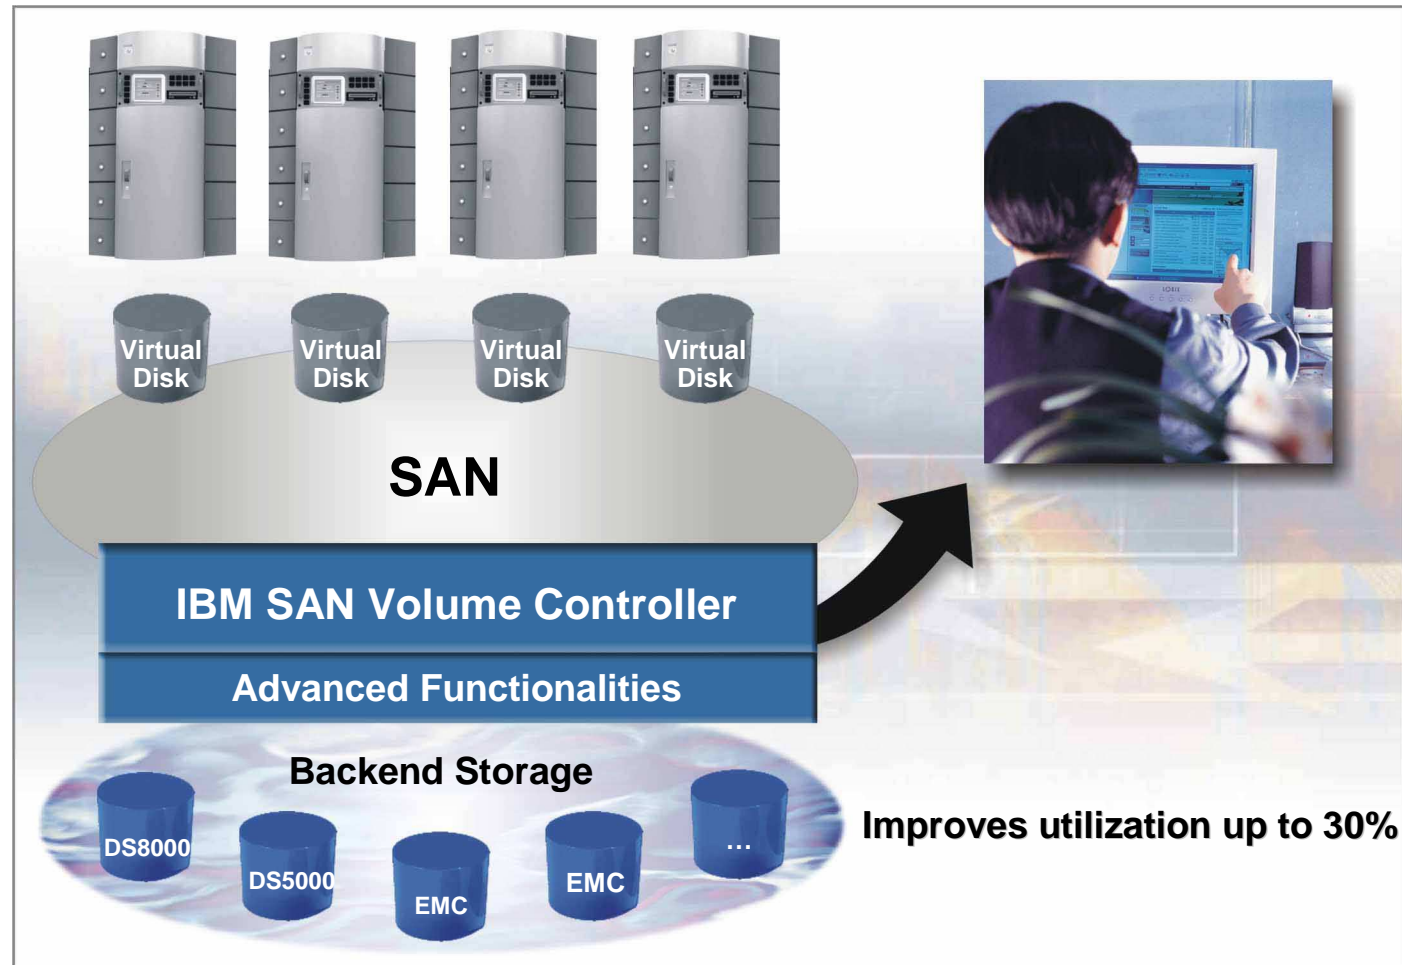 Virtual
Disk
Virtual
Disk
Virtual
Disk
Virtual
Disk
SAN
IBM SAN Volume Controller
Advanced Functionalities
Backend Storage
DS8000
DS5000
EMC
EMC
...
Improves utilization up to 30%